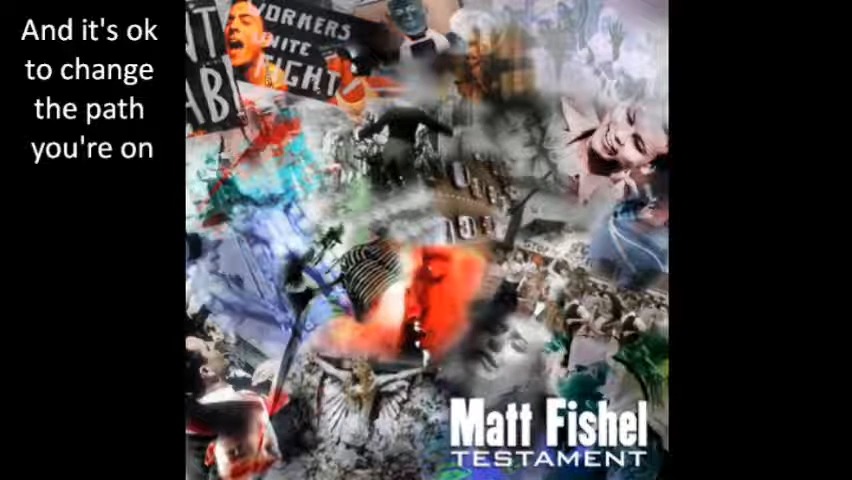 And it's ok
to change
the path
you're on
WORKERS
UNITE
FIGHT
Matt Fishel
TESTAMENT